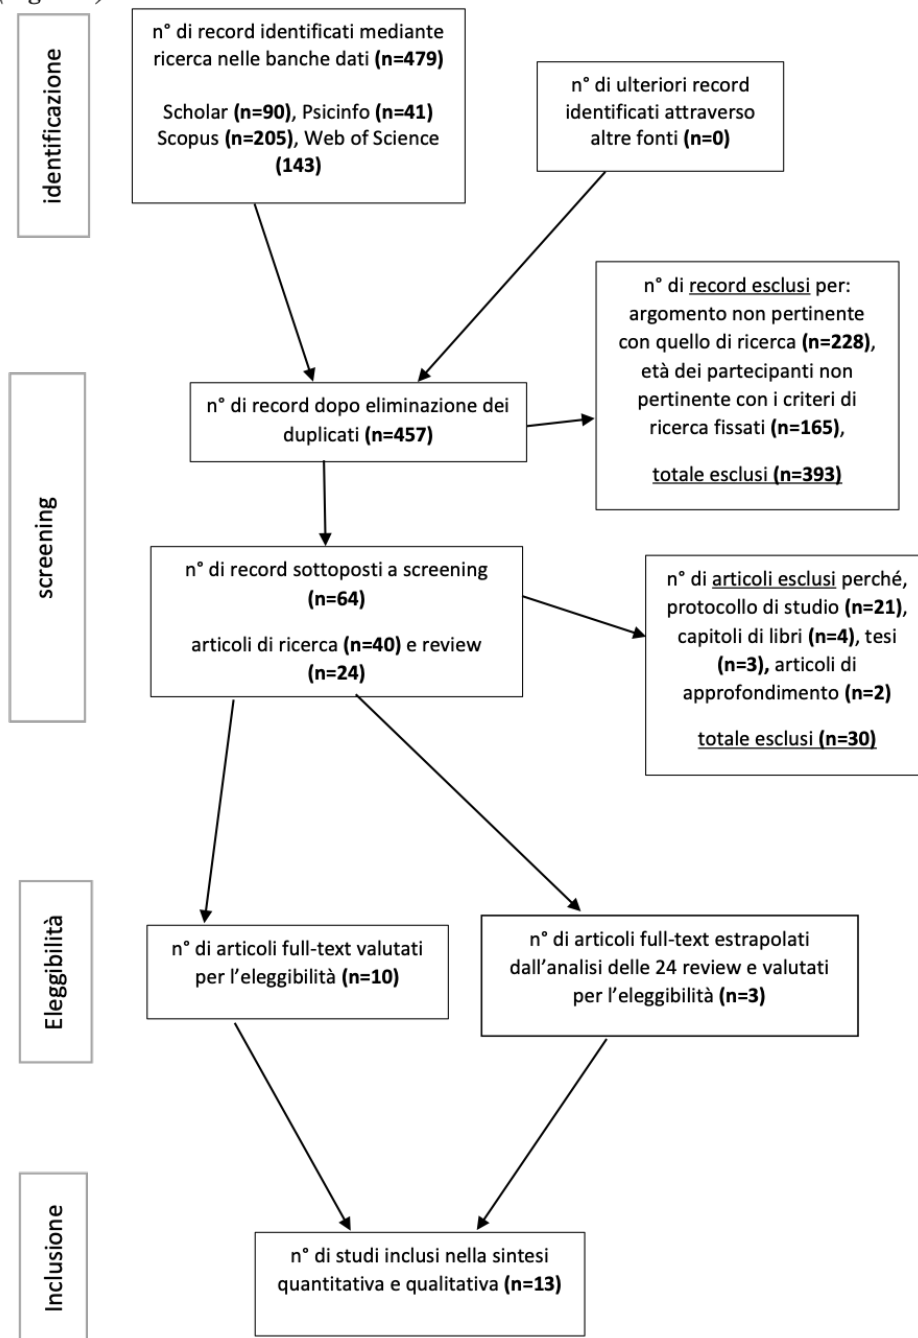 identificazione
n° di record identificati mediante
ricerca nelle banche dati (n=479)
Scholar (n=90), Psicinfo (n=41)
Scopus (n=205), Web of Science
(143)
n° di ulteriori record
identificati attraverso
altre fonti (n=0)
screening
n° di record dopo eliminazione dei
duplicati (n=457)
n° di record esclusi per:
argomento non pertinente
con quello di ricerca (n=228),
età dei partecipanti non
pertinente con i criteri di
ricerca fissati (n=165),
totale esclusi (n=393)
n° di record sottoposti a screening
(n=64)
articoli di ricerca (n=40) e review
(n=24)
n° di articoli esclusi perché,
protocollo di studio (n=21),
capitoli di libri (n=4), tesi
(n=3), articoli di
approfondimento (n=2)
totale esclusi (n=30)
Eleggibilità
n° di articoli full-text valutati
per l’eleggibilità (n=10)
n° di articoli full-text estrapolati
dall’analisi delle 24 review e valutati
per l’eleggibilità (n=3)
Inclusione
n° di studi inclusi nella sintesi
quantitativa e qualitativa (n=13)